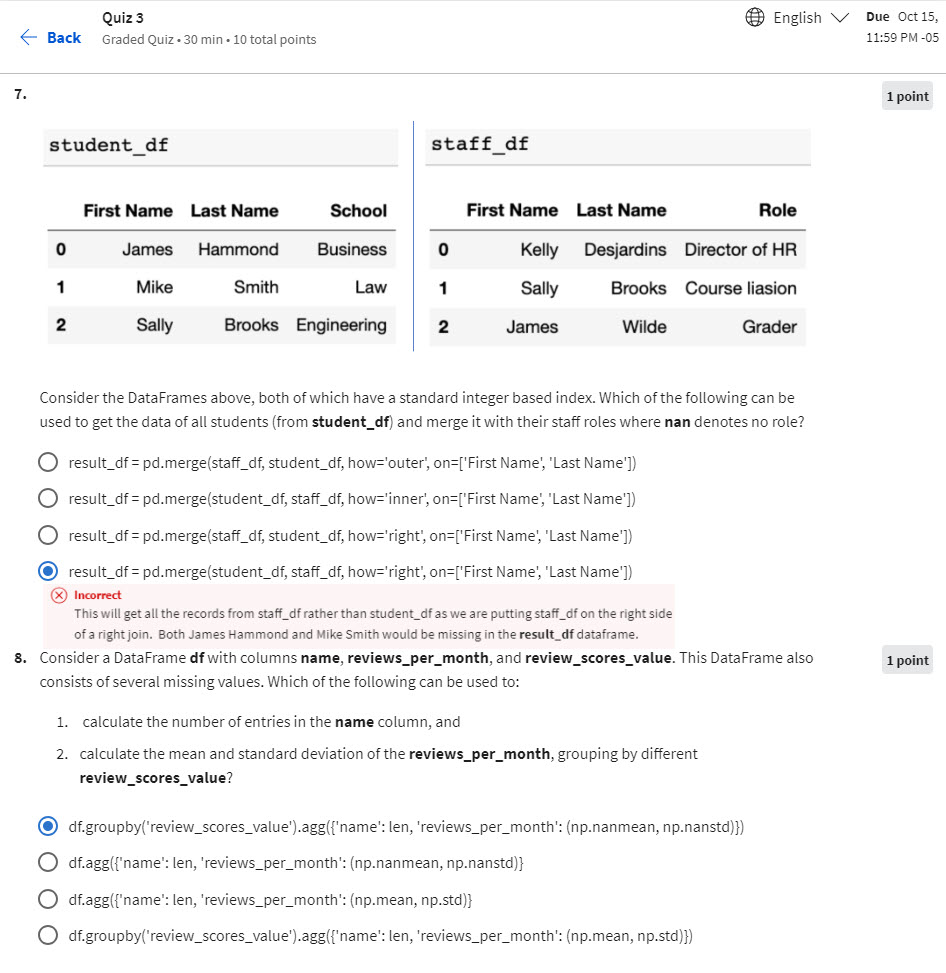 Quiz 3
English
Due Oct 15,
Back
Graded Quiz • 30 min • 10 total points
11:59 PM -05
7.
1 point
student_df
staff_df
First Name Last Name School
0 James Hammond Business
1 Mike Smith Law
2 Sally Brooks Engineering
First Name Last Name Role
0 Kelly Desjardins Director of HR
1 Sally Brooks Course liasion
2 James Wilde Grader
Consider the DataFrames above, both of which have a standard integer based index. Which of the following can be
used to get the data of all students (from student_df) and merge it with their staff roles where nan denotes no role?
result_df = pd.merge(staff_df, student_df, how='outer', on=['First Name', 'Last Name'])
result_df = pd.merge(student_df, staff_df, how='inner', on=['First Name', 'Last Name'])
result_df = pd.merge(staff_df, student_df, how='right', on=['First Name', 'Last Name'])
result_df = pd.merge(student_df, staff_df, how='right', on=['First Name', 'Last Name'])
Incorrect
This will get all the records from staff_df rather than student_df as we are putting staff_df on the right side
of a right join. Both James Hammond and Mike Smith would be missing in the result_df dataframe.
8. Consider a DataFrame df with columns name, reviews_per_month, and review_scores_value. This DataFrame also
1 point
consists of several missing values. Which of the following can be used to:
1. calculate the number of entries in the name column, and
2. calculate the mean and standard deviation of the reviews_per_month, grouping by different
review_scores_value?
df.groupby('review_scores_value').agg({'name': len, 'reviews_per_month': (np.nanmean, np.nanstd)})
df.agg({'name': len, 'reviews_per_month': (np.nanmean, np.nanstd)}
df.agg({'name': len, 'reviews_per_month': (np.mean, np.std)}
df.groupby('review_scores_value').agg({'name': len, 'reviews_per_month': (np.mean, np.std)})